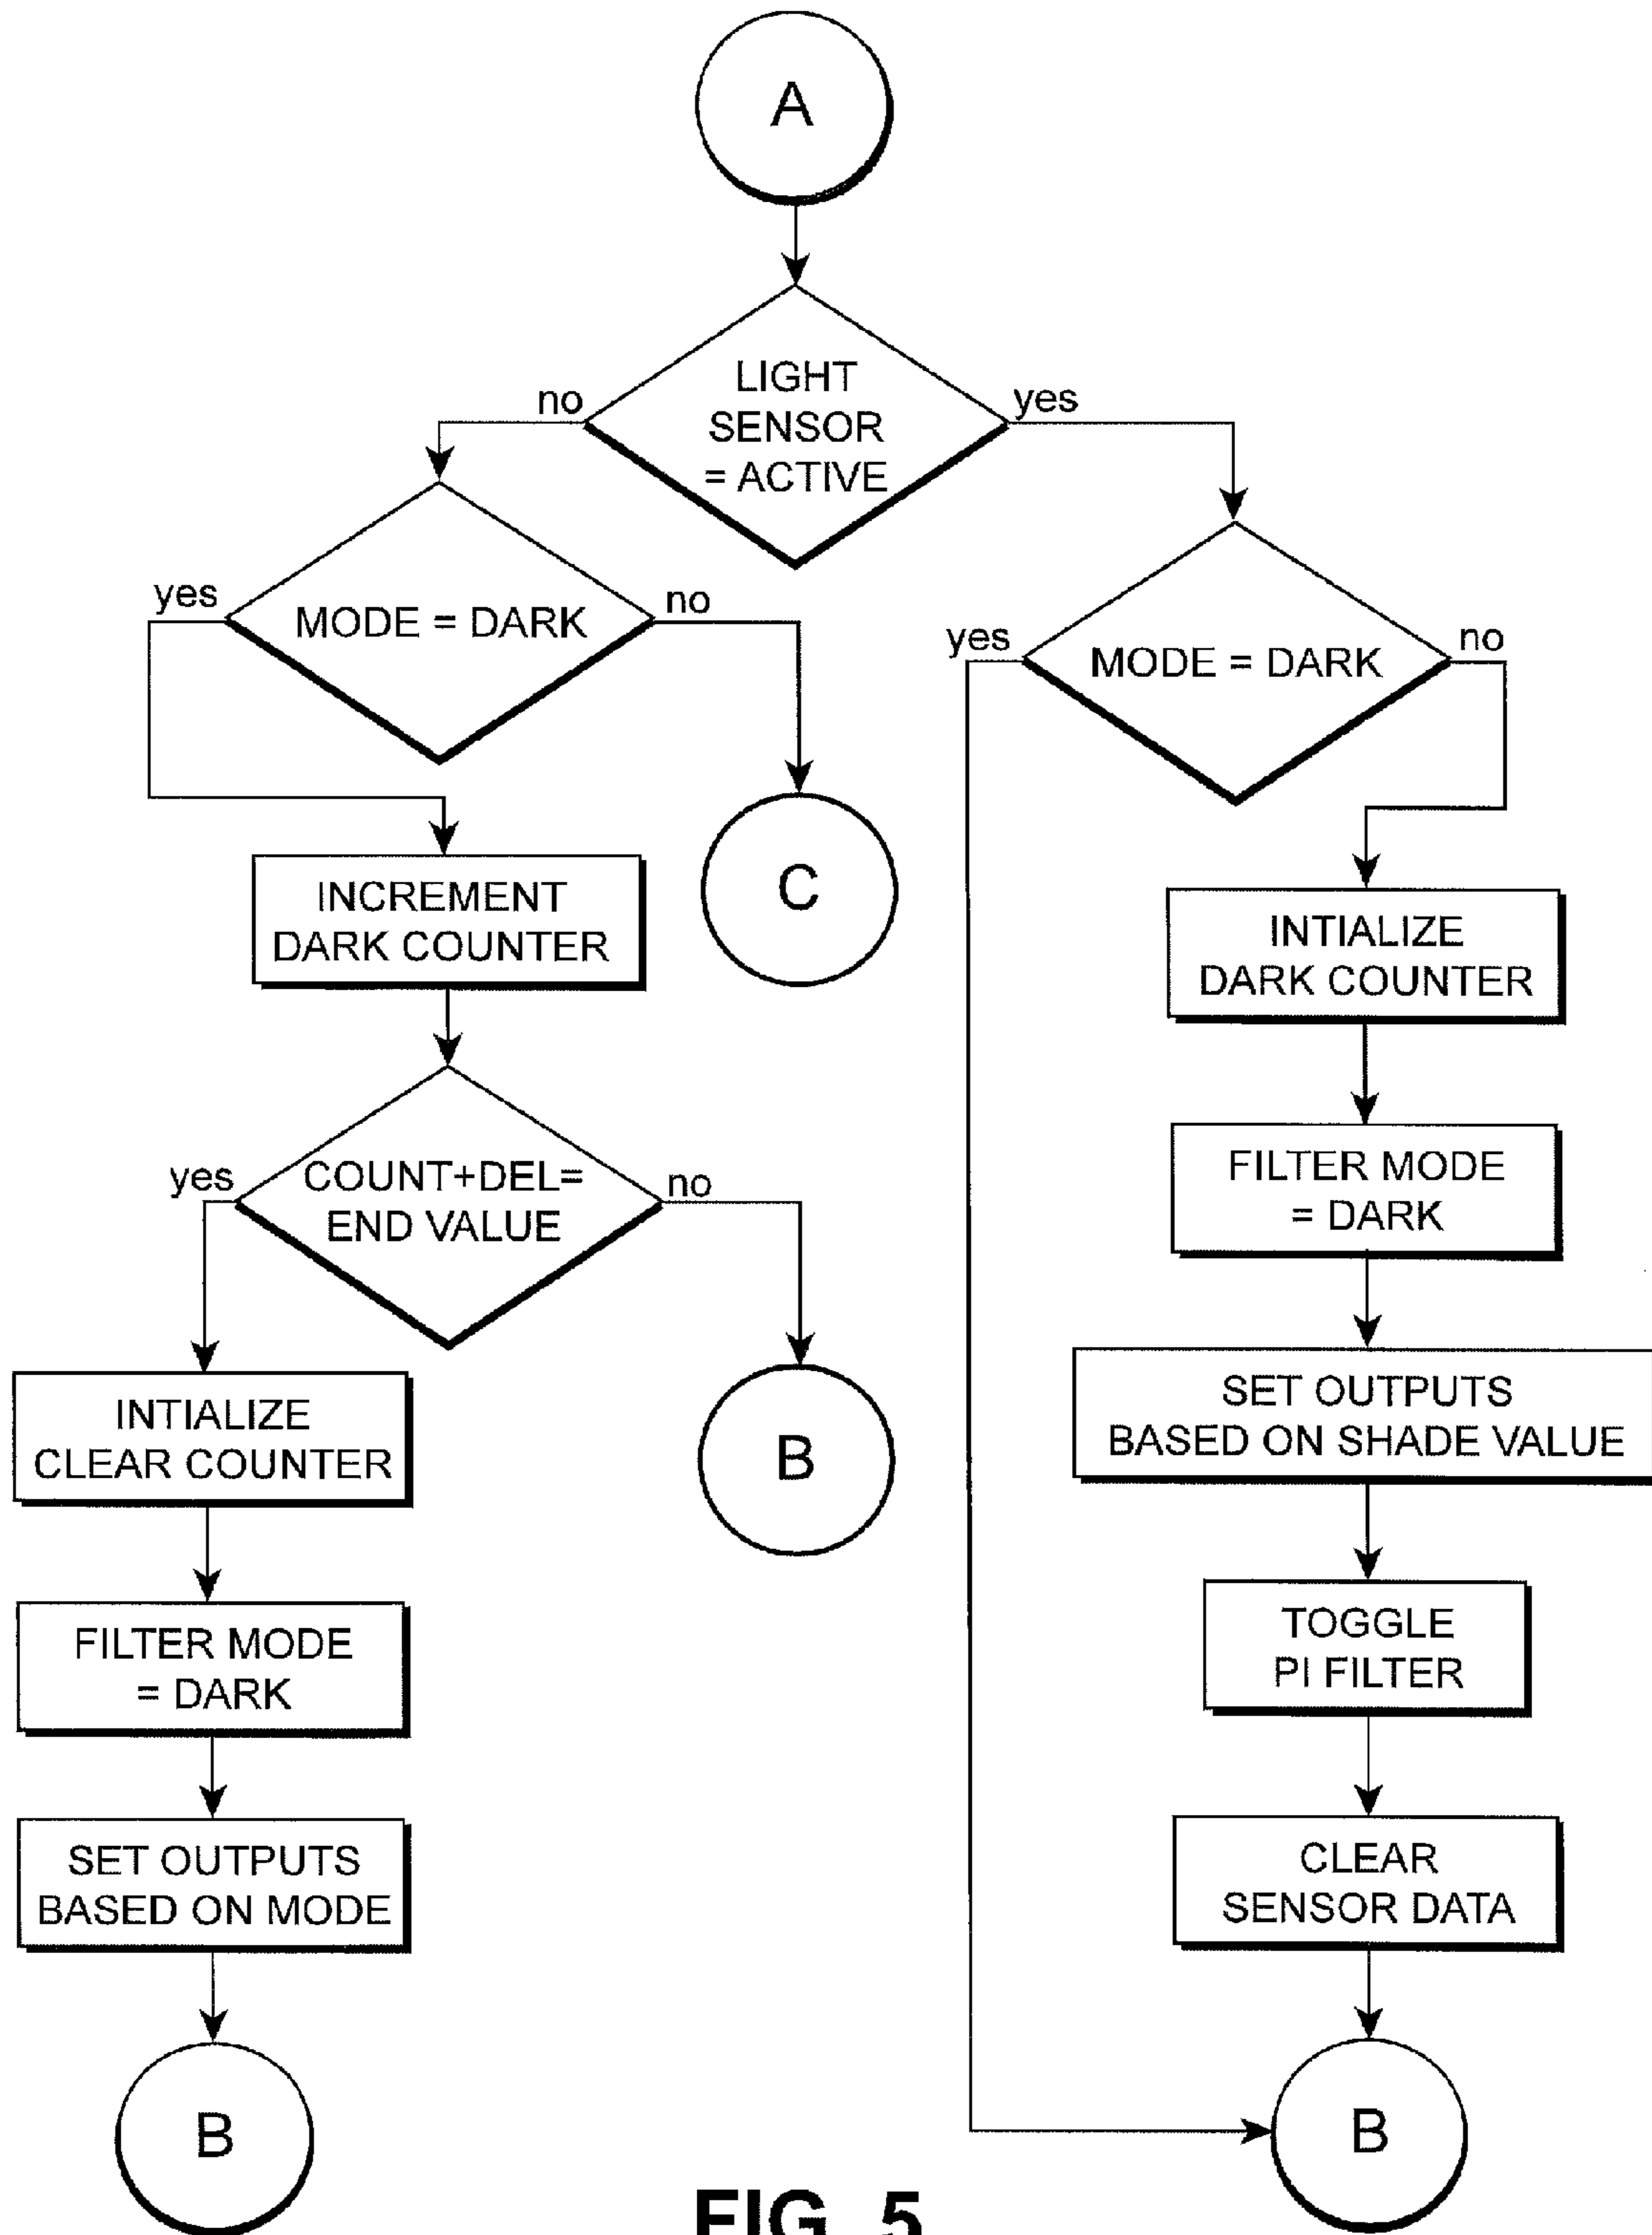 A
LIGHT
SENSOR
= ACTIVE
no
yes
MODE = DARK
yes
no
MODE = DARK
yes
no
C
INCREMENT
DARK COUNTER
INTIALIZE
DARK COUNTER
COUNT+DEL=
END VALUE
yes
no
FILTER MODE
= DARK
INTIALIZE
CLEAR COUNTER
B
SET OUTPUTS
BASED ON SHADE VALUE
FILTER MODE
= DARK
TOGGLE
PI FILTER
SET OUTPUTS
BASED ON MODE
CLEAR
SENSOR DATA
B
B
FIG. 5